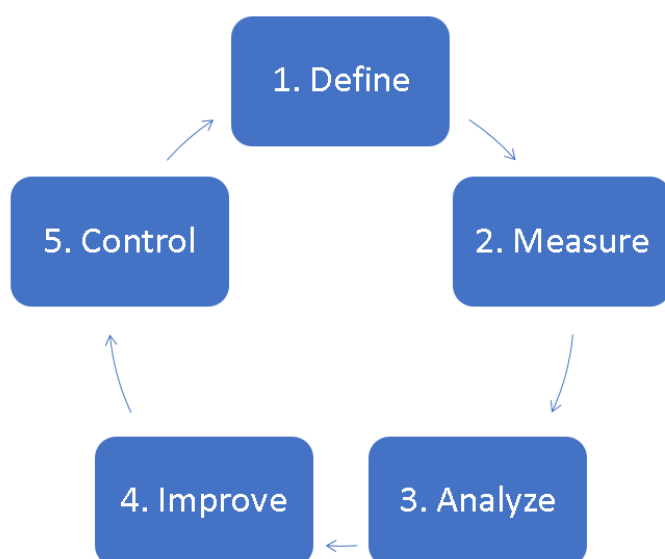 1. Define
2. Measure
3. Analyze
4. Improve
5. Control